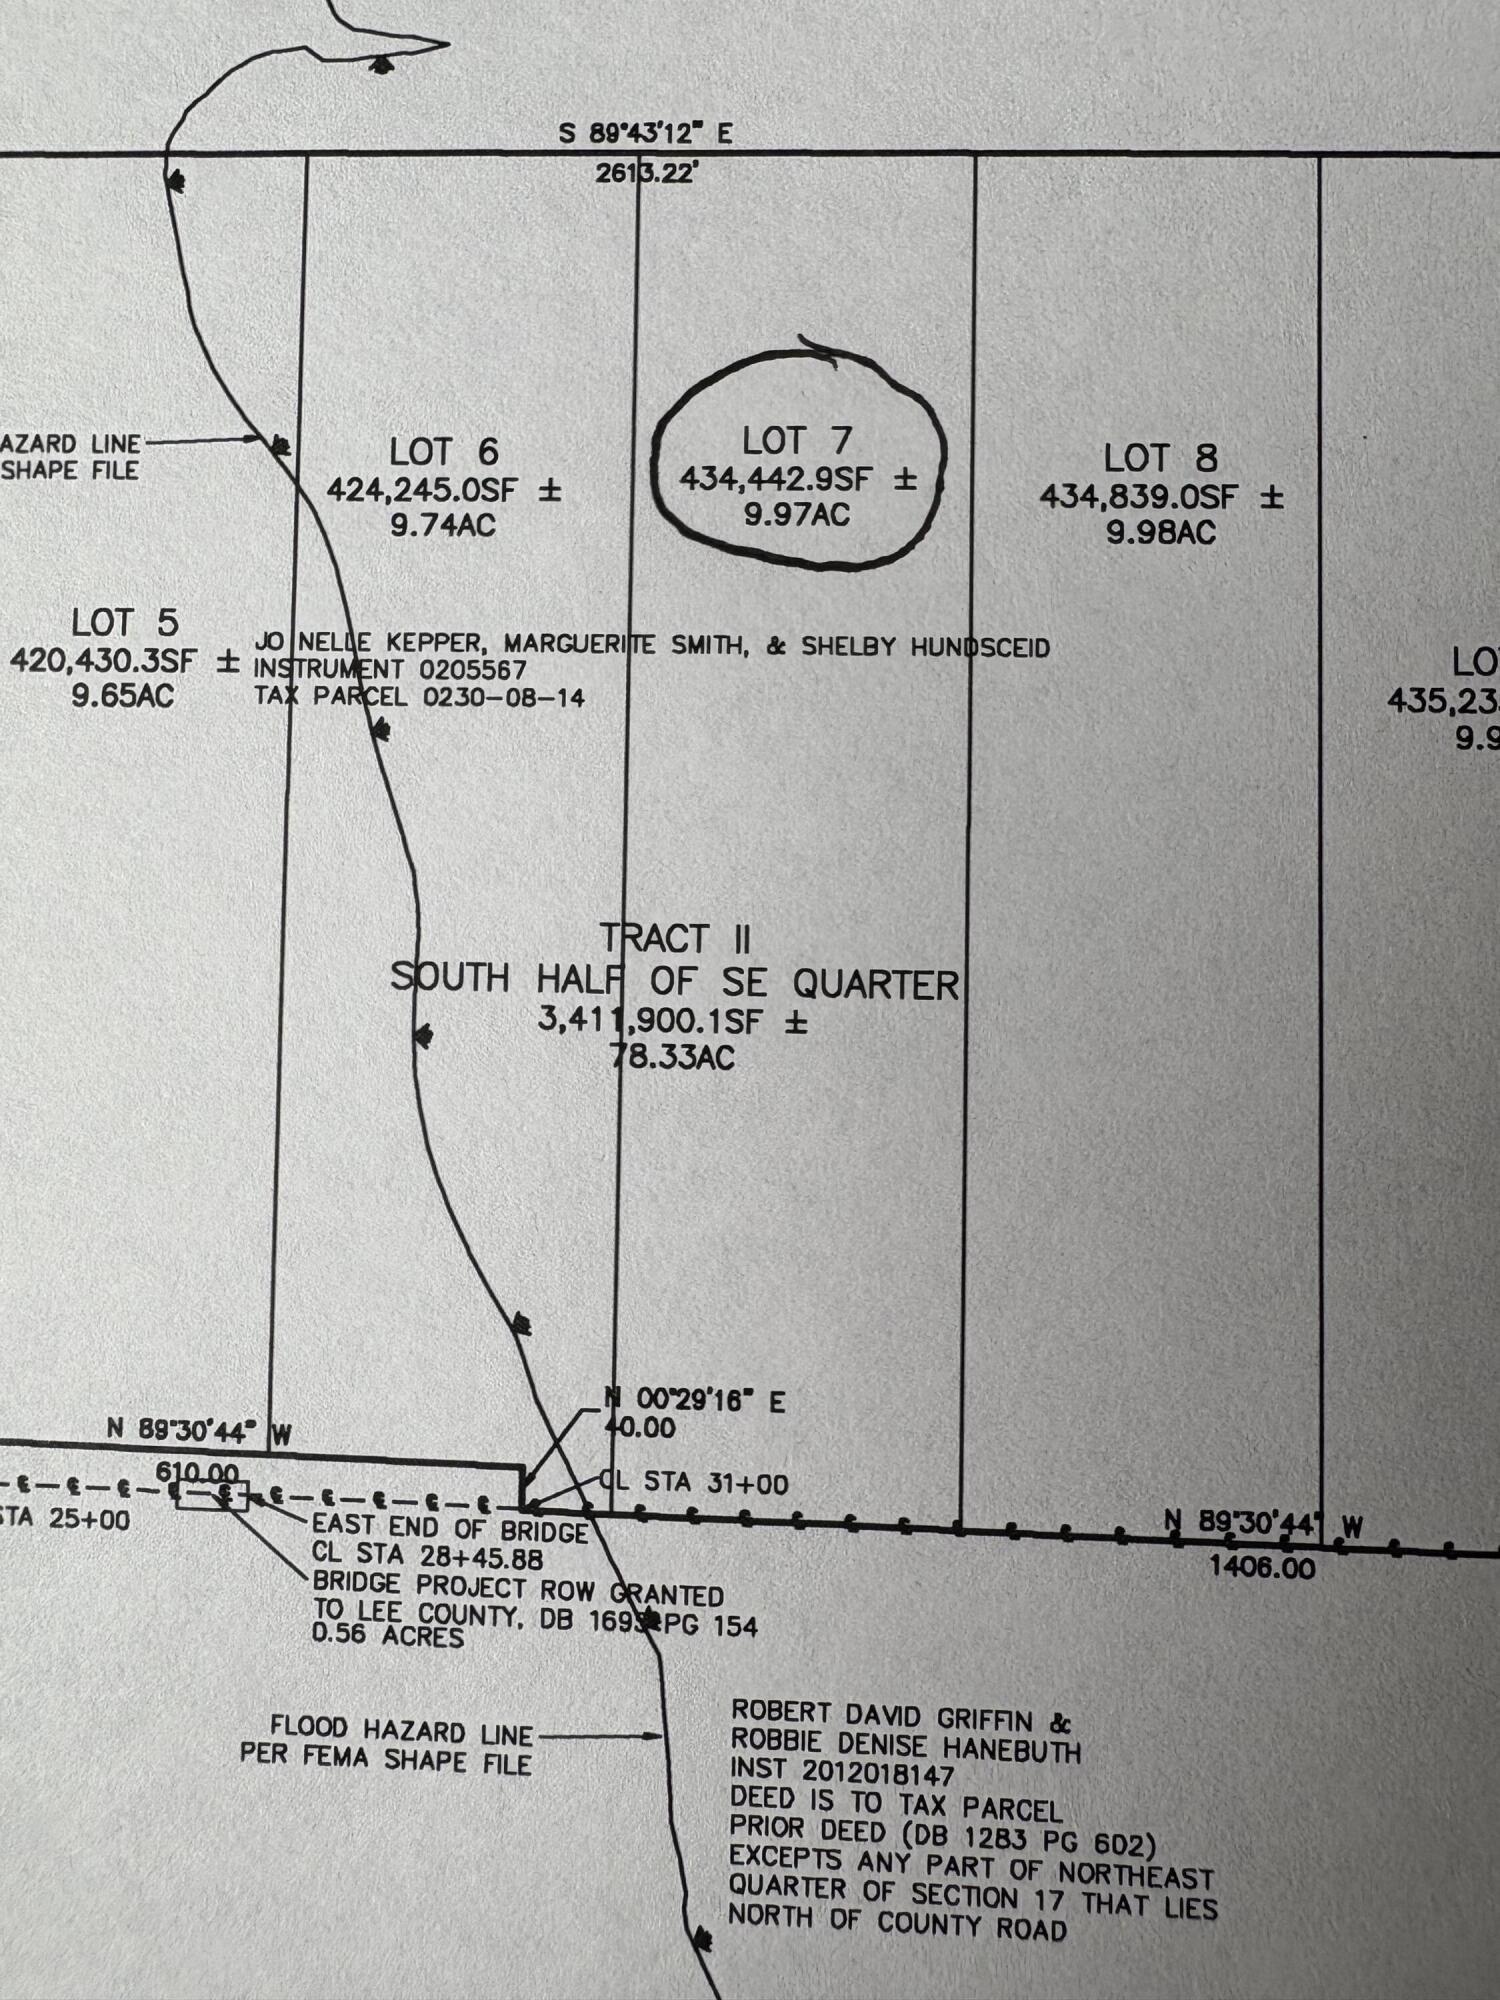 S 89°43'12" E
2613.22'
AZARD LINE
SHAPE FILE
LOT 6
424,245.0SF ±
9.74AC
LOT 7
434,442.9SF ±
9.97AC
LOT 8
434,839.0SF ±
9.98AC
LOT 5
420,430.3SF ±
9.65AC
JO NELLE KEPPER, MARGUERITE SMITH, & SHELBY HUNDSCEID
INSTRUMENT 0205567
TAX PARCEL 0230-08-14
LO
435,23
9.9
TRACT II
SOUTH HALF OF SE QUARTER
3,411,900.1SF ±
78.33AC
N 00°29'16" E
40.00
N 89°30'44" W
610.00
CL STA 31+00
STA 25+00
N 89°30'44" W
1406.00
EAST END OF BRIDGE
CL STA 28+45.88
BRIDGE PROJECT ROW GRANTED
TO LEE COUNTY, DB 1693 PG 154
0.56 ACRES
FLOOD HAZARD LINE
PER FEMA SHAPE FILE
ROBERT DAVID GRIFFIN &
ROBBIE DENISE HANEBUTH
INST 2012018147
DEED IS TO TAX PARCEL
PRIOR DEED (DB 1283 PG 602)
EXCEPTS ANY PART OF NORTHEAST
QUARTER OF SECTION 17 THAT LIES
NORTH OF COUNTY ROAD